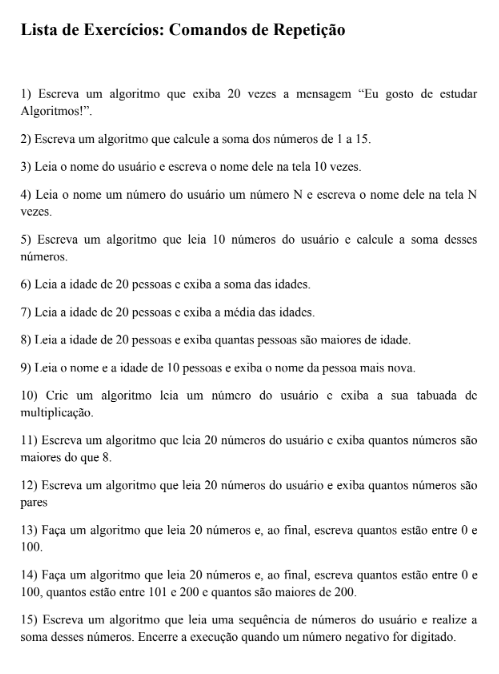 Lista de Exercícios: Comandos de Repetição
1) Escreva um algoritmo que exiba 20 vezes a mensagem “Eu gosto de estudar
Algoritmos!”.
2) Escreva um algoritmo que calcule a soma dos números de 1 a 15.
3) Leia o nome do usuário e escreva o nome dele na tela 10 vezes.
4) Leia o nome um número do usuário um número N e escreva o nome dele na tela N
vezes.
5) Escreva um algoritmo que leia 10 números do usuário e calcule a soma desses
números.
6) Leia a idade de 20 pessoas e exiba a soma das idades.
7) Leia a idade de 20 pessoas e exiba a média das idades.
8) Leia a idade de 20 pessoas e exiba quantas pessoas são maiores de idade.
9) Leia o nome e a idade de 10 pessoas e exiba o nome da pessoa mais nova.
10) Crie um algoritmo leia um número do usuário e exiba a sua tabuada de
multiplicação.
11) Escreva um algoritmo que leia 20 números do usuário e exiba quantos números são
maiores do que 8.
12) Escreva um algoritmo que leia 20 números do usuário e exiba quantos números são
pares
13) Faça um algoritmo que leia 20 números e, ao final, escreva quantos estão entre 0 e
100.
14) Faça um algoritmo que leia 20 números e, ao final, escreva quantos estão entre 0 e
100, quantos estão entre 101 e 200 e quantos são maiores de 200.
15) Escreva um algoritmo que leia uma sequência de números do usuário e realize a
soma desses números. Encerre a execução quando um número negativo for digitado.